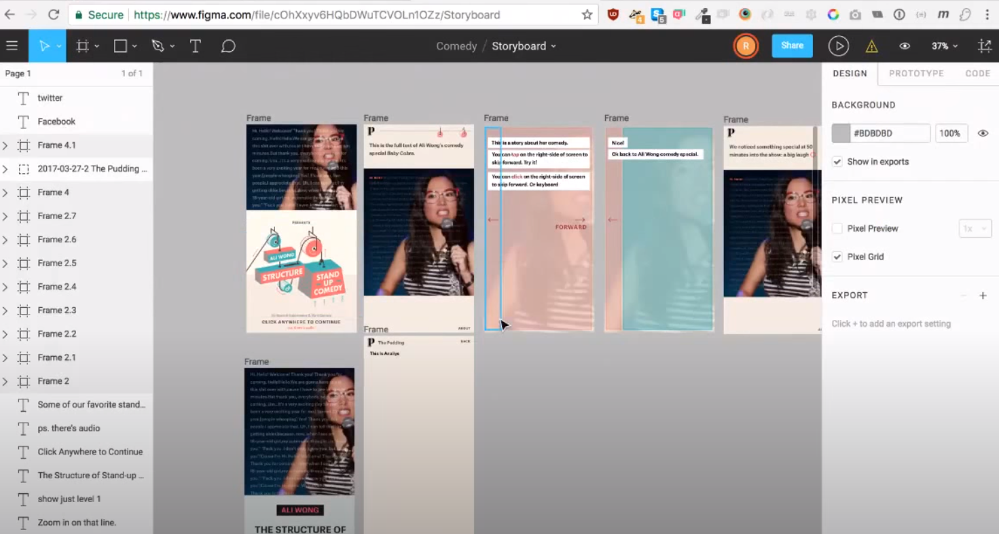 Secure
https://www.figma.com/file/cOhXxyv6HQbDWuTCVOLn1OZz/Storyboard
4
5
Comedy / Storyboard
R
Share
37%
Page 1
1 of 1
twitter
Facebook
Frame 4.1
2017-03-27-2 The Pudding ...
Frame 4
Frame 2.7
Frame 2.6
Frame 2.5
Frame 2.4
Frame 2.3
Frame 2.2
Frame 2.1
Frame 2
Some of our favorite stand...
ps. there's audio
Click Anywhere to Continue
The Structure of Stand-up ...
show just level 1
Zoom in on that line.
Frame
PRESENTS
ALI WONG
STRUCTURE
STAND
UP
COMEDY
CLICK ANYWHERE TO CONTINUE
Frame
P
This is the full text of Ali Wong's comedy
special Baby Cobra.
ABOUT
Frame
This is a story about her comedy.
You can tap on the right-side of screen to
skip forward. Try it!
You can click on the right-side of screen
to skip forward. Or keyboard
FORWARD
Frame
Nice!
Ok back to Ali Wong comedy special.
Frame
P
We noticed something special at 50
minutes into the show: a big laugh
Frame
P
The Pudding
BACK
This is Analiys
Frame
ALI WONG
THE STRUCTURE OF
DESIGN
PROTOTYPE
CODE
BACKGROUND
#BDBDBD
100%
Show in exports
PIXEL PREVIEW
Pixel Preview
1x
Pixel Grid
EXPORT
Click + to add an export setting